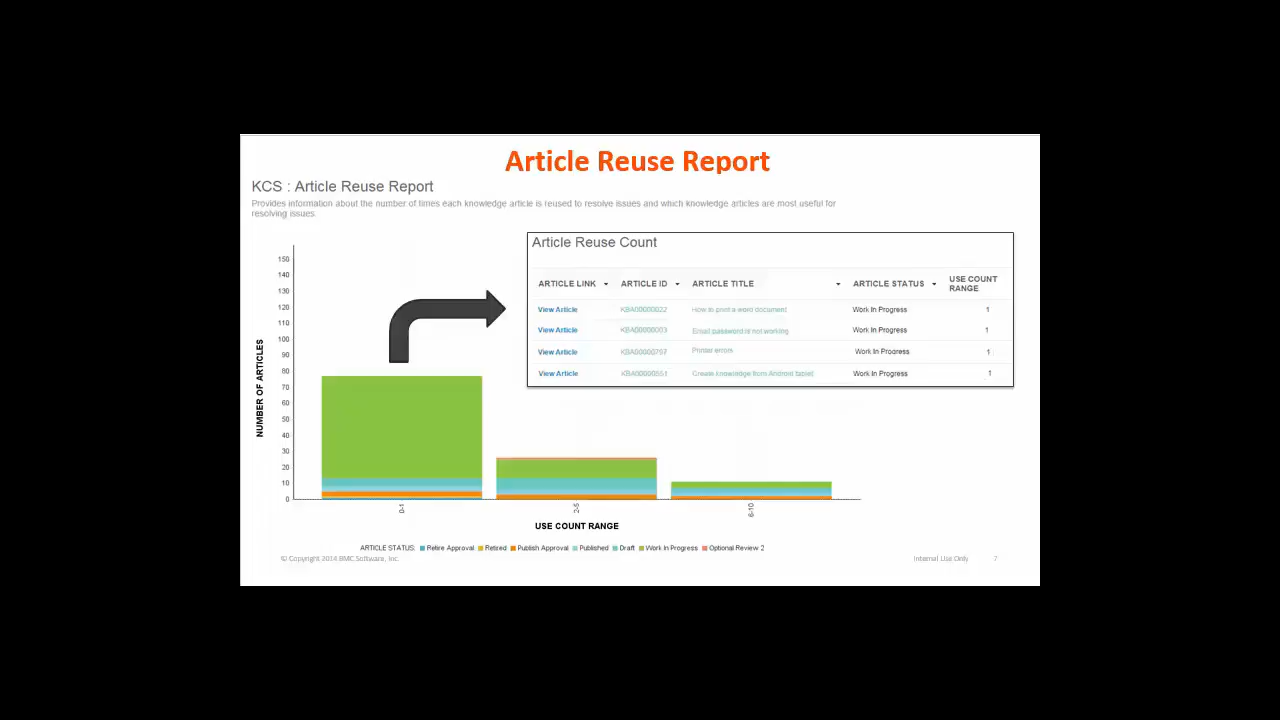 Article Reuse Report
KCS : Article Reuse Report
Provides information about the number of times each knowledge article is reused to resolve issues and which knowledge articles are most useful for
resolving issues.
Article Reuse Count
ARTICLE LINK ARTICLE ID ARTICLE TITLE ARTICLE STATUS USE COUNT RANGE
View Article KBA00000022 How to print a word document Work In Progress 1
View Article KBA00000003 Email password is not working Work In Progress 1
View Article KBA00000797 Printer errors Work In Progress 1
View Article KBA00000551 Create knowledge from Android tablet Work In Progress 1
NUMBER OF ARTICLES
150
140
130
120
110
100
90
80
70
60
50
40
30
20
10
0
0-1 2-5 6-10
USE COUNT RANGE
ARTICLE STATUS: Retire Approval Retired Publish Approval Published Draft Work In Progress Optional Review 2
© Copyright 2014 BMC Software, Inc. Internal Use Only 7